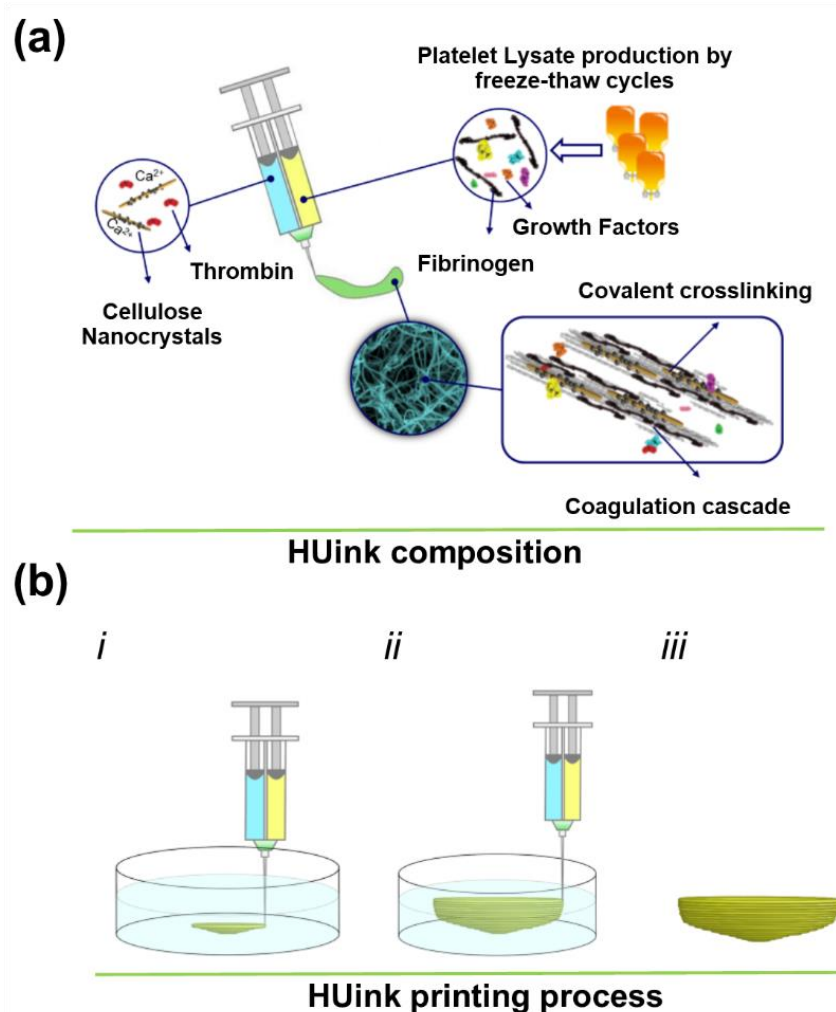 (a)
Platelet Lysate production by
freeze-thaw cycles
Ca²⁺
Ca²⁺
Thrombin
Cellulose
Nanocrystals
Growth Factors
Fibrinogen
Covalent crosslinking
Coagulation cascade
HUink composition
(b)
i
ii
iii
HUink printing process